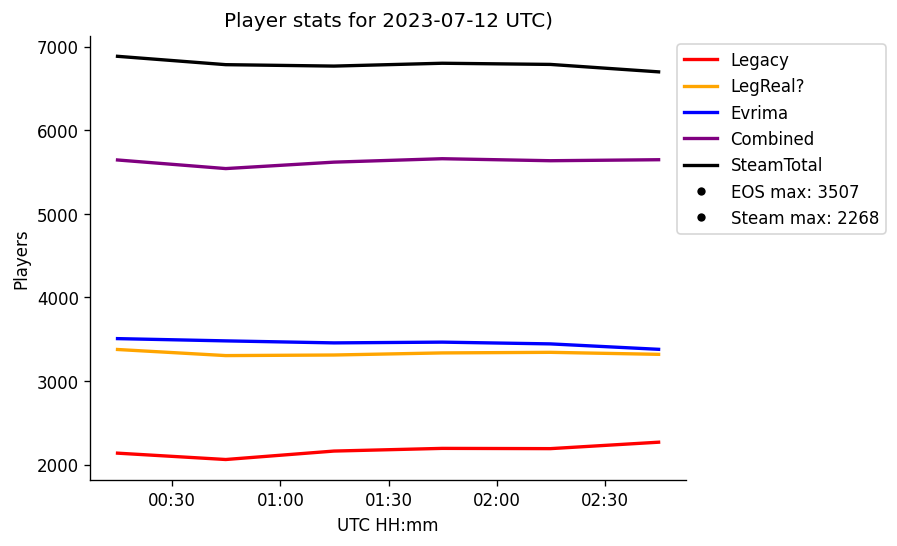 Player stats for 2023-07-12 UTC)
7000
6000
5000
4000
3000
2000
Players
00:30
01:00
01:30
02:00
02:30
UTC HH:mm
Legacy
LegReal?
Evrima
Combined
SteamTotal
EOS max: 3507
Steam max: 2268